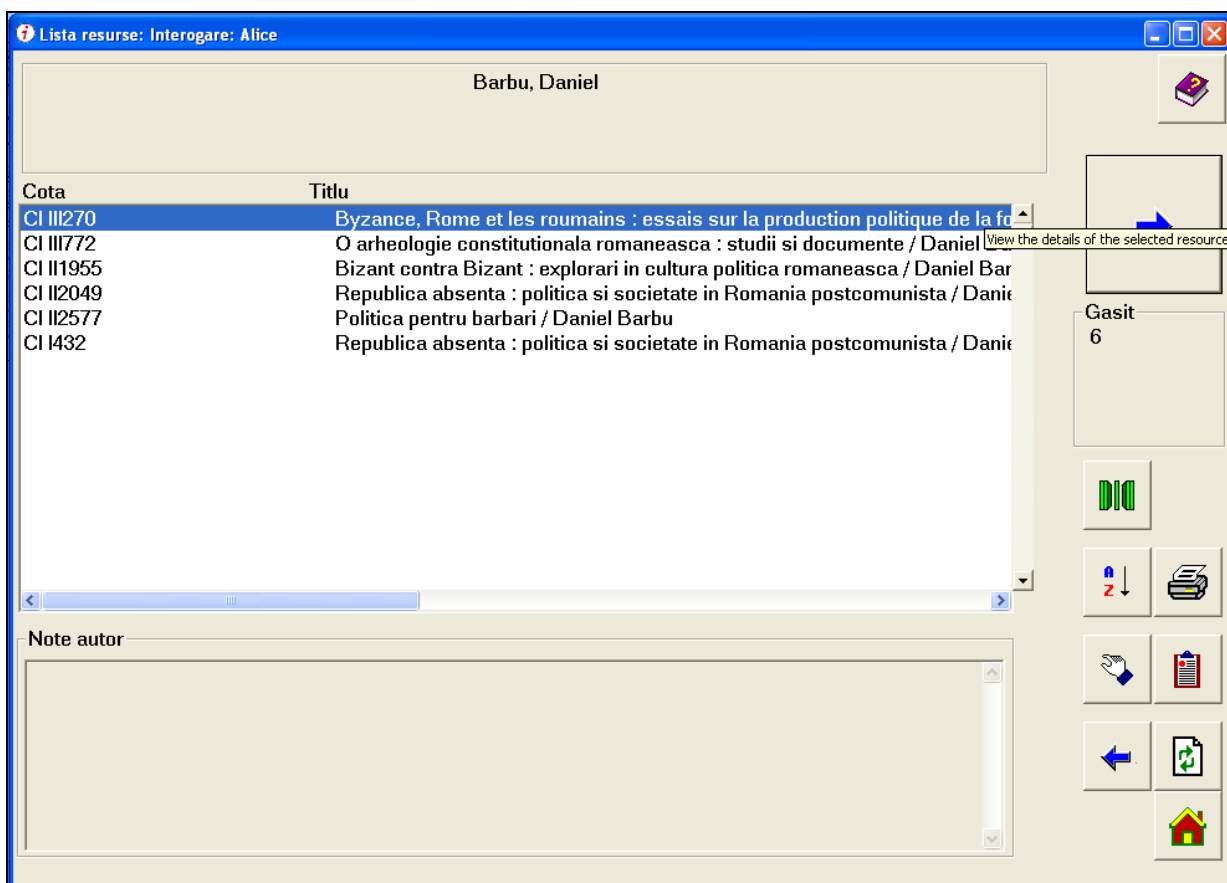 Lista resurse: Interogare: Alice
Barbu, Daniel
Cota Titlu
CI III270 Byzance, Rome et les roumains : essais sur la production politique de la fo
CI III772 O arheologie constitutionala romaneasca : studii si documente / Daniel
View the details of the selected resource
CI II1955 Bizant contra Bizant : explorari in cultura politica romaneasca / Daniel Bar
CI II2049 Republica absenta : politica si societate in Romania postcomunista / Danie
CI II2577 Politica pentru barbari / Daniel Barbu
CI I432 Republica absenta : politica si societate in Romania postcomunista / Danie
Gasit
6
A
Z
Note autor